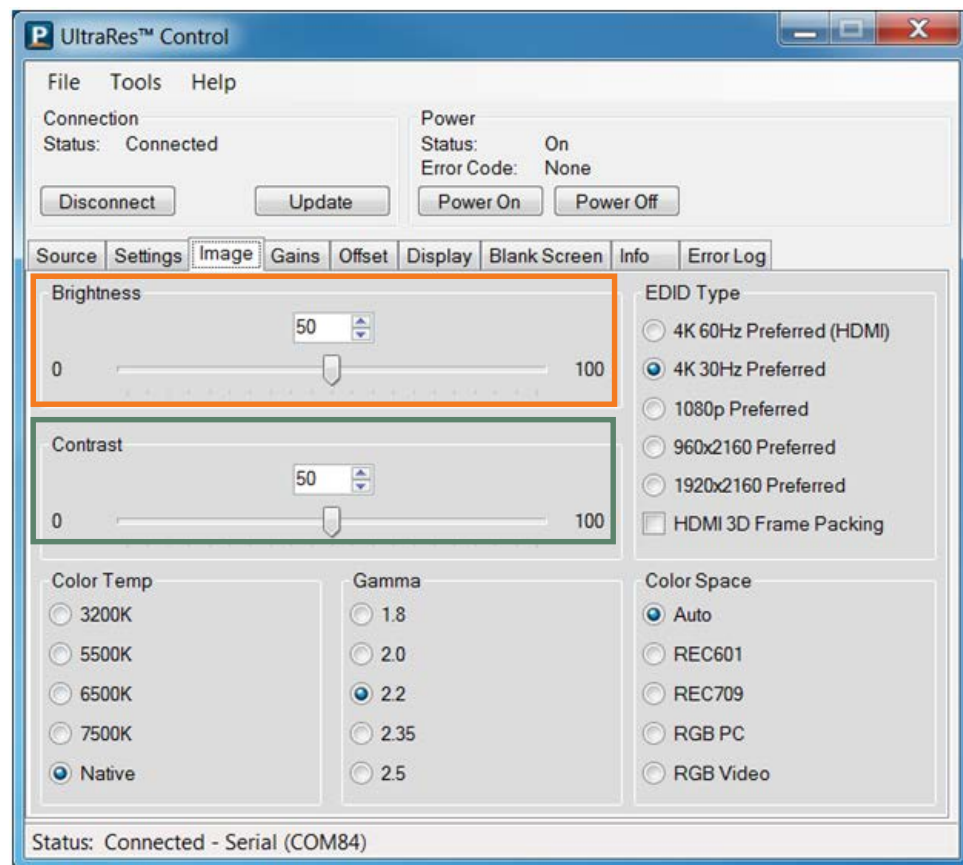 P UltraRes™ Control
File Tools Help
Connection
Status: Connected
Disconnect Update
Power
Status: On
Error Code: None
Power On Power Off
Source Settings Image Gains Offset Display Blank Screen Info Error Log
Brightness
50
0 100
Contrast
50
0 100
EDID Type
4K 60Hz Preferred (HDMI)
4K 30Hz Preferred
1080p Preferred
960x2160 Preferred
1920x2160 Preferred
HDMI 3D Frame Packing
Color Temp
3200K
5500K
6500K
7500K
Native
Gamma
1.8
2.0
2.2
2.35
2.5
Color Space
Auto
REC601
REC709
RGB PC
RGB Video
Status: Connected - Serial (COM84)